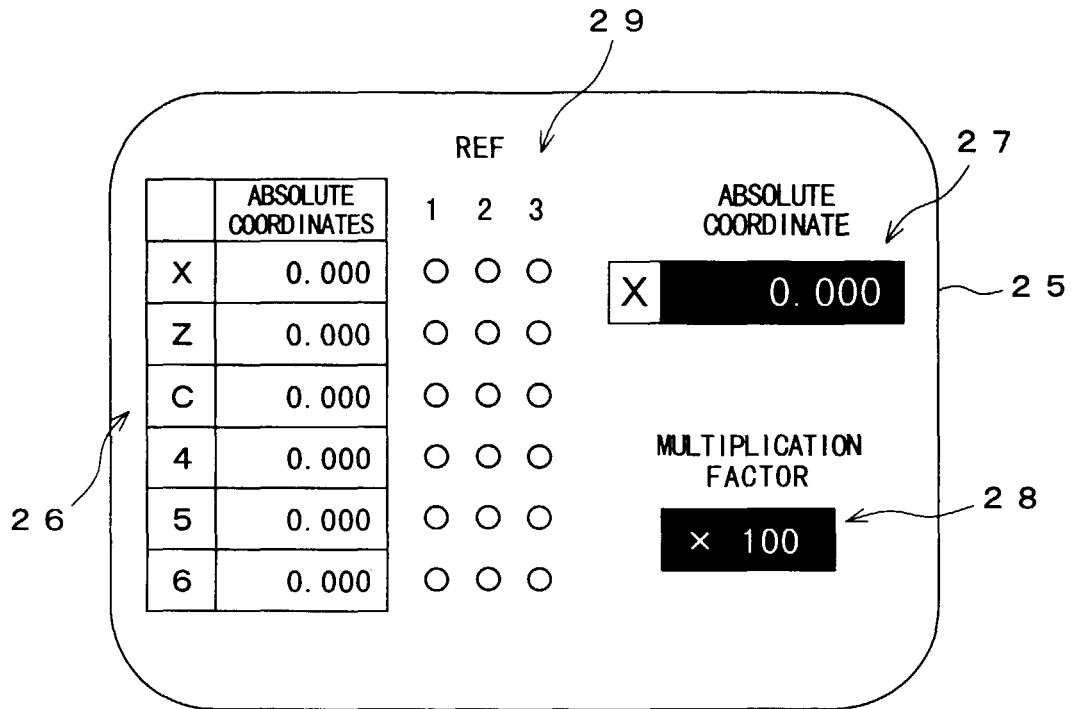 29
REF
27
ABSOLUTE COORDINATES 1 2 3
ABSOLUTE COORDINATE
X 0.000
Z 0.000
C 0.000
4 0.000
5 0.000
6 0.000
X 0.000
25
MULTIPLICATION
FACTOR
× 100
28
26